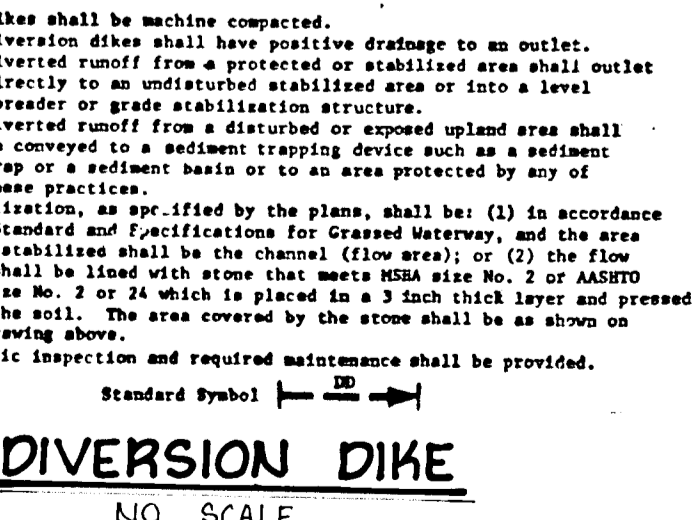 ikes shall be machine compacted.
iversion dikes shall have positive drainage to an outlet.
iverted runoff from a protected or stabilized area shall outlet
irectly to an undisturbed stabilized area or into a level
preader or grade stabilization structure.
iverted runoff from a disturbed or exposed upland area shall
e conveyed to a sediment trapping device such as a sediment
rap or a sediment basin or to an area protected by any of
hese practices.
lization, as specified by the plans, shall be: (1) in accordance
Standard and Specifications for Grassed Waterway, and the area
stabilized shall be the channel (flow area); or (2) the flow
shall be lined with stone that meets MSHA size No. 2 or AASHTO
ize No. 2 or 24 which is placed in a 3 inch thick layer and pressed
the soil. The area covered by the stone shall be as shown on
rawing above.
ic inspection and required maintenance shall be provided.
Standard Symbol DD
DIVERSION DIKE
NO SCALE